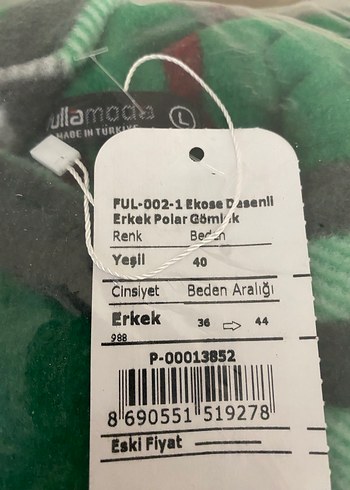 ullamoda
MADE IN TÜRKİYE
L
FUL-002-1 Ekose Desenli
Erkek Polar Gömlek
Renk Beden
Yeşil 40
Cinsiyet Beden Aralığı
Erkek 36 ⇨ 44
988
P-00013852
8 690551 519278
Eski Fiyat